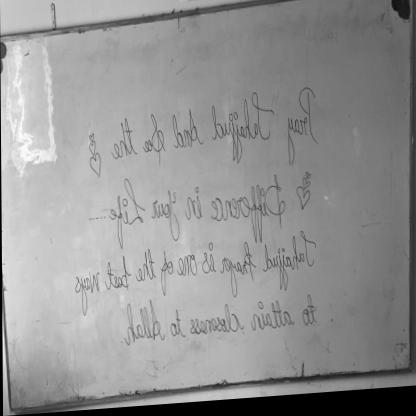 Pray Tahajjud And See the
Difference in Your Life ......
Tahajjud prayer is one of the best ways
to attain closeness to Allah.